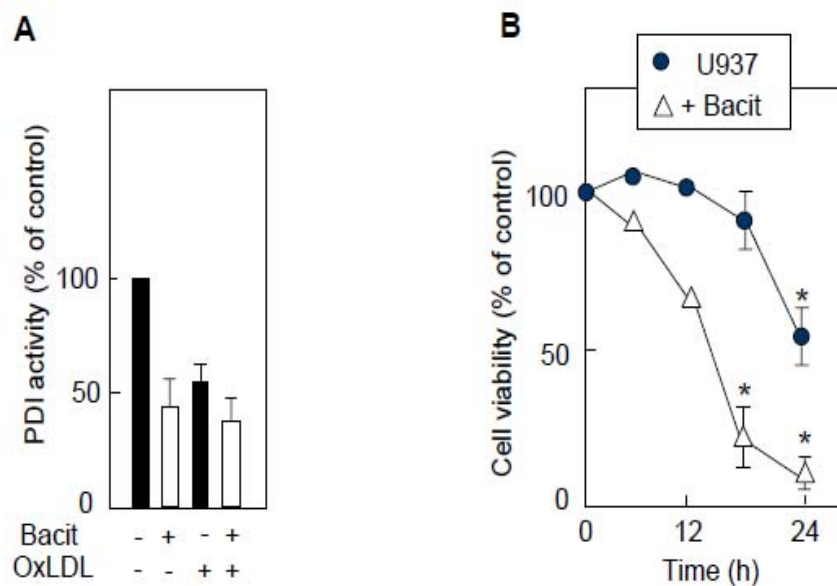 A
PDI activity (% of control)
100
50
0
Bacit - + - +
OxLDL - - + +
B
U937
+ Bacit
Cell viability (% of control)
100
50
0
*
*
*
0 12 24
Time (h)